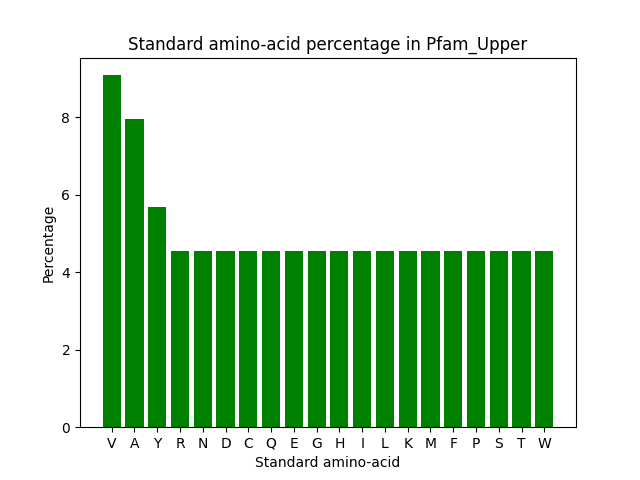 Standard amino-acid percentage in Pfam_Upper
Percentage
8
6
4
2
0
V A Y R N D C Q E G H I L K M F P S T W
Standard amino-acid